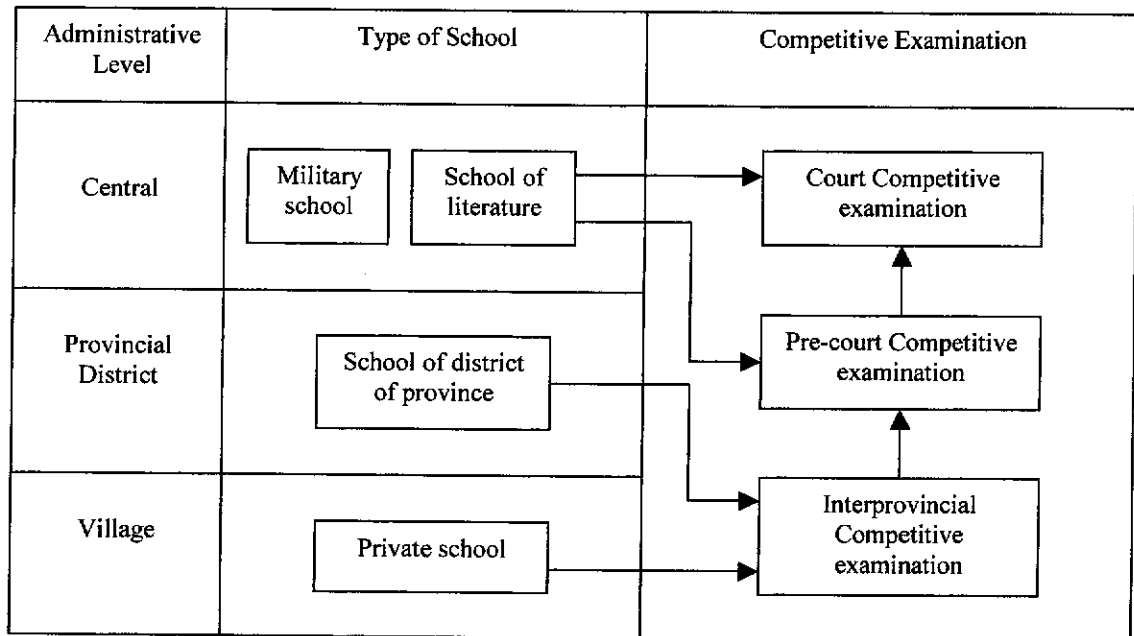 Administrative
Level
Type of School
Competitive Examination
Central
Military
school
School of
literature
Court Competitive
examination
Provincial
District
School of district
of province
Pre-court Competitive
examination
Village
Private school
Interprovincial
Competitive
examination